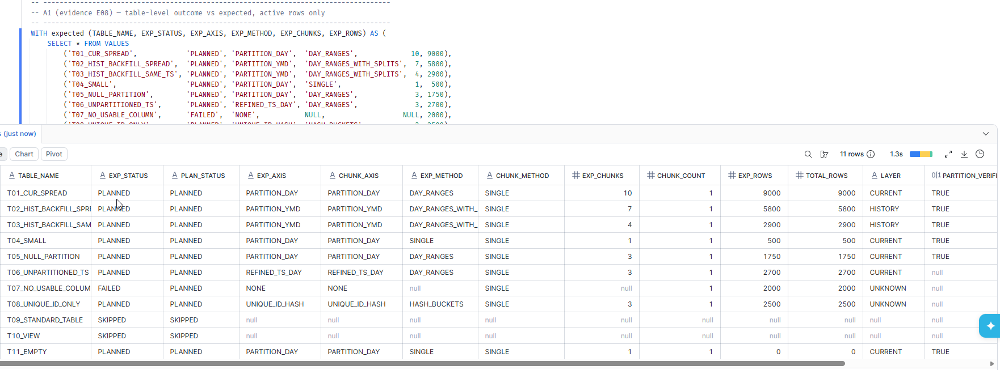 -- -------------------------------------------------------------------------------------
-- A1 (evidence E08) — table-level outcome vs expected, active rows only
-- -------------------------------------------------------------------------------------
WITH expected (TABLE_NAME, EXP_STATUS, EXP_AXIS, EXP_METHOD, EXP_CHUNKS, EXP_ROWS) AS (
SELECT * FROM VALUES
('T01_CUR_SPREAD', 'PLANNED', 'PARTITION_DAY', 'DAY_RANGES', 10, 9000),
('T02_HIST_BACKFILL_SPREAD', 'PLANNED', 'PARTITION_YMD', 'DAY_RANGES_WITH_SPLITS', 7, 5800),
('T03_HIST_BACKFILL_SAME_TS', 'PLANNED', 'PARTITION_YMD', 'DAY_RANGES_WITH_SPLITS', 4, 2900),
('T04_SMALL', 'PLANNED', 'PARTITION_DAY', 'SINGLE', 1, 500),
('T05_NULL_PARTITION', 'PLANNED', 'PARTITION_DAY', 'DAY_RANGES', 3, 1750),
('T06_UNPARTITIONED_TS', 'PLANNED', 'REFINED_TS_DAY', 'DAY_RANGES', 3, 2700),
('T07_NO_USABLE_COLUMN', 'FAILED', 'NONE', NULL, NULL, 2000),
s (just now)
e Chart Pivot 11 rows 1.3s
TABLE_NAME EXP_STATUS PLAN_STATUS EXP_AXIS CHUNK_AXIS EXP_METHOD CHUNK_METHOD EXP_CHUNKS CHUNK_COUNT EXP_ROWS TOTAL_ROWS LAYER PARTITION_VERIFI
T01_CUR_SPREAD PLANNED PLANNED PARTITION_DAY PARTITION_DAY DAY_RANGES SINGLE 10 1 9000 9000 CURRENT TRUE
T02_HIST_BACKFILL_SPRE PLANNED PLANNED PARTITION_YMD PARTITION_YMD DAY_RANGES_WITH_ SINGLE 7 1 5800 5800 HISTORY TRUE
T03_HIST_BACKFILL_SAM PLANNED PLANNED PARTITION_YMD PARTITION_YMD DAY_RANGES_WITH_ SINGLE 4 1 2900 2900 HISTORY TRUE
T04_SMALL PLANNED PLANNED PARTITION_DAY PARTITION_DAY SINGLE SINGLE 1 1 500 500 CURRENT TRUE
T05_NULL_PARTITION PLANNED PLANNED PARTITION_DAY PARTITION_DAY DAY_RANGES SINGLE 3 1 1750 1750 CURRENT TRUE
T06_UNPARTITIONED_TS PLANNED PLANNED REFINED_TS_DAY REFINED_TS_DAY DAY_RANGES SINGLE 3 1 2700 2700 CURRENT null
T07_NO_USABLE_COLUM FAILED PLANNED NONE NONE null SINGLE null 1 2000 2000 UNKNOWN null
T08_UNIQUE_ID_ONLY PLANNED PLANNED UNIQUE_ID_HASH UNIQUE_ID_HASH HASH_BUCKETS SINGLE 3 1 2500 2500 UNKNOWN null
T09_STANDARD_TABLE SKIPPED SKIPPED null null null null null null null null null null
T10_VIEW SKIPPED SKIPPED null null null null null null null null null null
T11_EMPTY PLANNED PLANNED PARTITION_DAY PARTITION_DAY SINGLE SINGLE 1 1 0 0 CURRENT TRUE